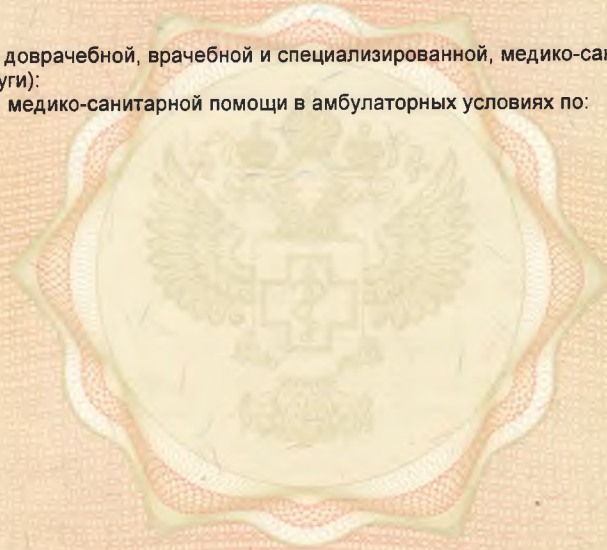 доврачебной, врачебной и специализированной, медико-сан
уги):
медико-санитарной помощи в амбулаторных условиях по: